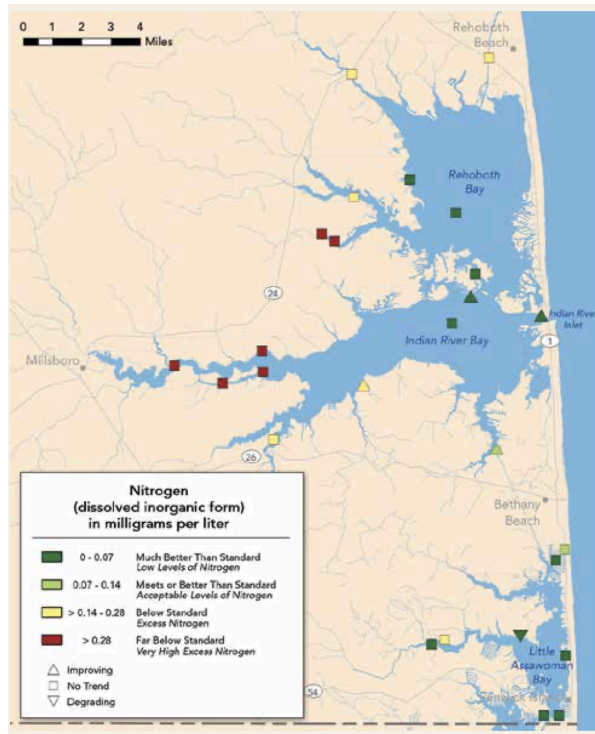 0 1 2 3 4
Miles
Rehoboth
Beach
Rehoboth
Bay
24
Indian River
Inlet
Indian River Bay
1
Millsboro
26
Bethany
Beach
Nitrogen
(dissolved inorganic form)
in milligrams per liter
0 - 0.07 Much Better Than Standard
Low Levels of Nitrogen
0.07 - 0.14 Meets or Better Than Standard
Acceptable Levels of Nitrogen
> 0.14 - 0.28 Below Standard
Excess Nitrogen
> 0.28 Far Below Standard
Very High Excess Nitrogen
Improving
No Trend
Degrading
Little
Assawoman
Bay
54
Island